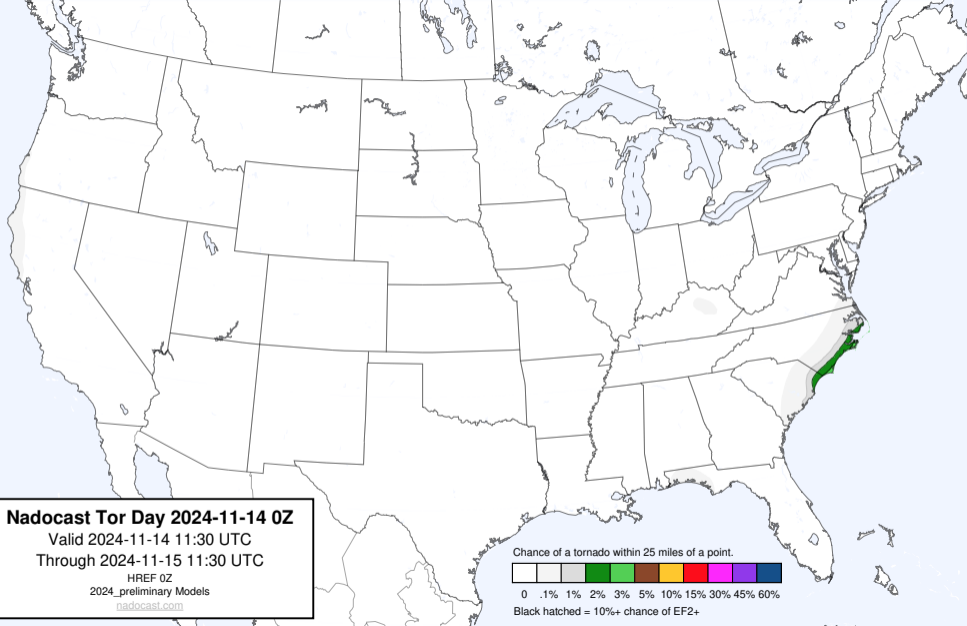 Nadocast Tor Day 2024-11-14 0Z
Valid 2024-11-14 11:30 UTC
Through 2024-11-15 11:30 UTC
HREF 0Z
2024_preliminary Models
nadocast.com
Chance of a tornado within 25 miles of a point.
0 .1% 1% 2% 3% 5% 10% 15% 30% 45% 60%
Black hatched = 10%+ chance of EF2+